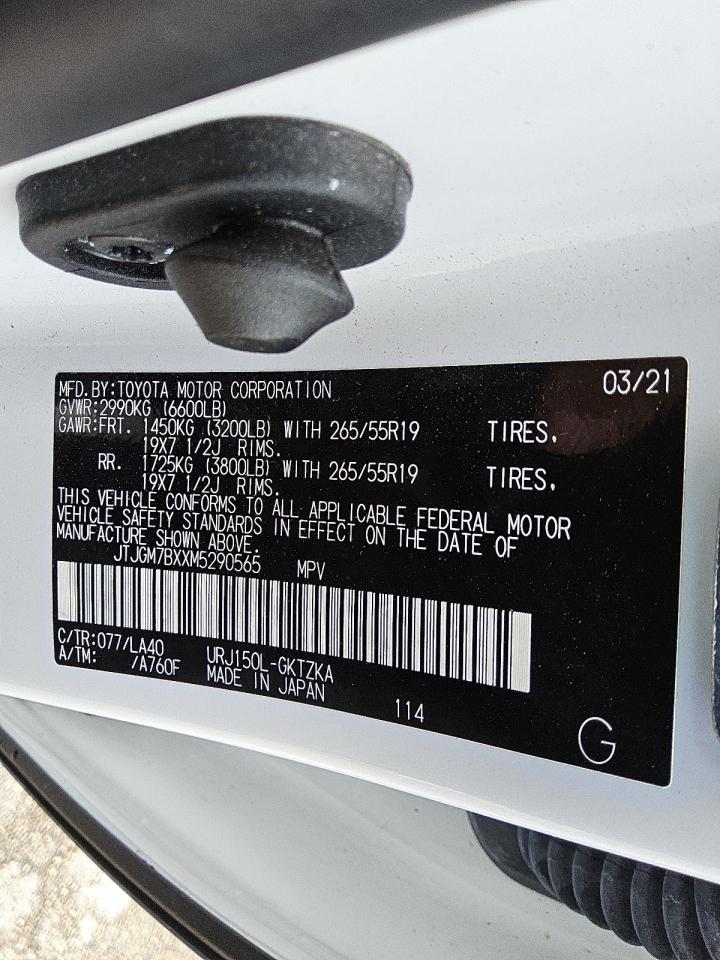 MFD.BY:TOYOTA MOTOR CORPORATION 03/21
GVWR:2990KG (6600LB)
GAWR:FRT. 1450KG (3200LB) WITH 265/55R19 TIRES,
19X7 1/2J RIMS.
RR. 1725KG (3800LB) WITH 265/55R19 TIRES,
19X7 1/2J RIMS.
THIS VEHICLE CONFORMS TO ALL APPLICABLE FEDERAL MOTOR
VEHICLE SAFETY STANDARDS IN EFFECT ON THE DATE OF
MANUFACTURE SHOWN ABOVE.
JTJGM7BXXM5290565 MPV
C/TR:077/LA40 URJ150L-GKTZKA
A/TM: /A760F MADE IN JAPAN
114
G